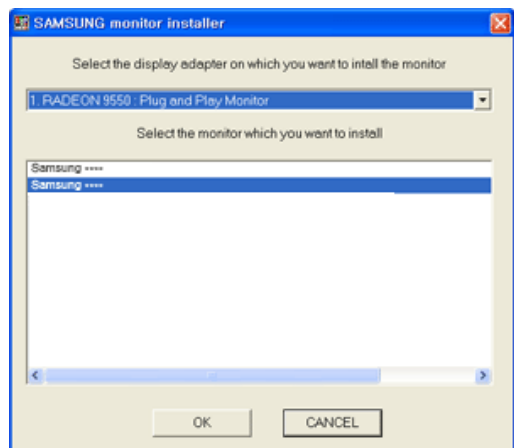 SAMSUNG monitor installer
Select the display adapter on which you want to intall the monitor
1. RADEON 9550 : Plug and Play Monitor
Select the monitor which you want to install
Samsung ----
Samsung ----
OK CANCEL